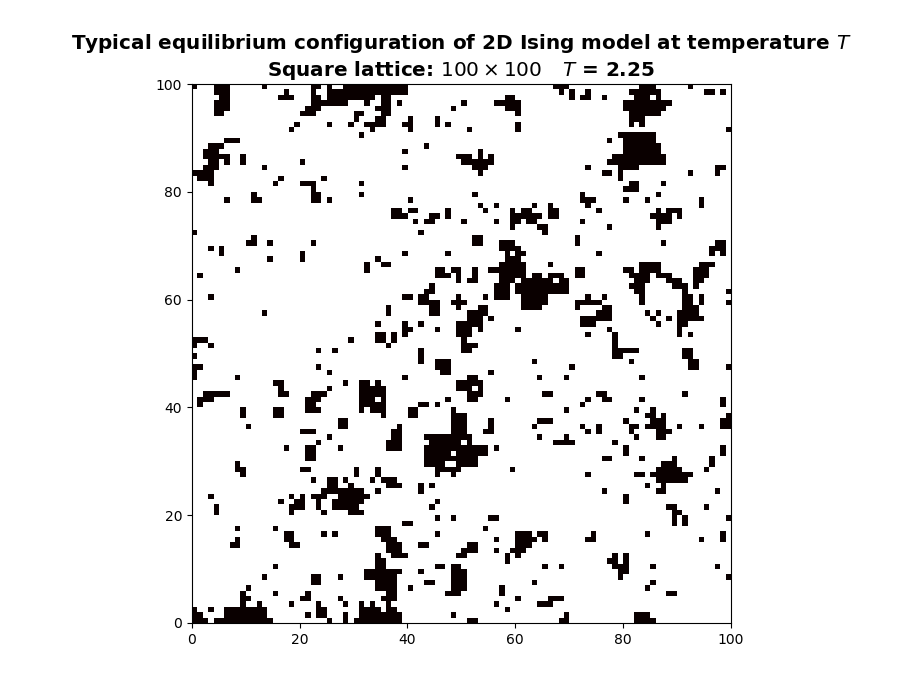 Typical equilibrium configuration of 2D Ising model at temperature T
Square lattice: 100 × 100 T = 2.25
100
80
60
40
20
0
0 20 40 60 80 100